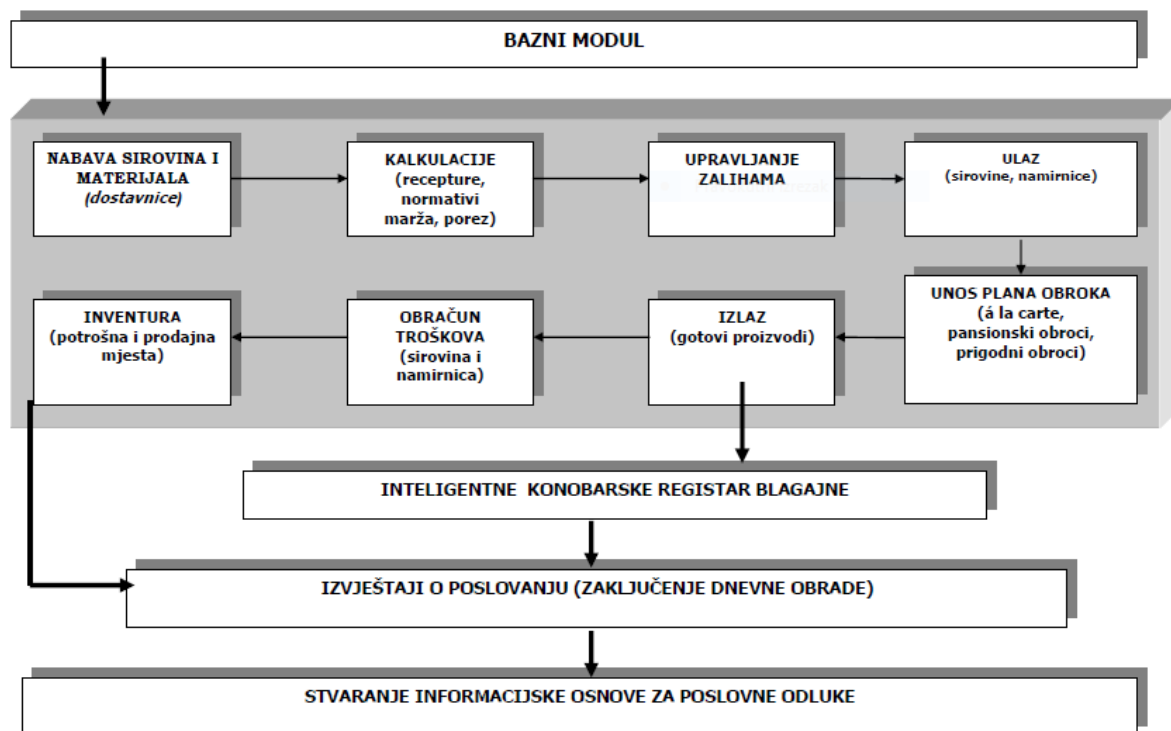 BAZNI MODUL
NABAVA SIROVINA I
MATERIJALA
(dostavnice)
KALKULACIJE
(recepture,
normativi
marža, porez)
UPRAVLJANJE
ZALIHAMA
ULAZ
(sirovine, namirnice)
UNOS PLANA OBROKA
(á la carte,
pansionski obroci,
prigodni obroci)
IZLAZ
(gotovi proizvodi)
OBRAČUN
TROŠKOVA
(sirovina i
namirnica)
INVENTURA
(potrošna i prodajna
mjesta)
INTELIGENTNE KONOBARSKE REGISTAR BLAGAJNE
IZVJEŠTAJI O POSLOVANJU (ZAKLJUČENJE DNEVNE OBRADE)
STVARANJE INFORMACIJSKE OSNOVE ZA POSLOVNE ODLUKE